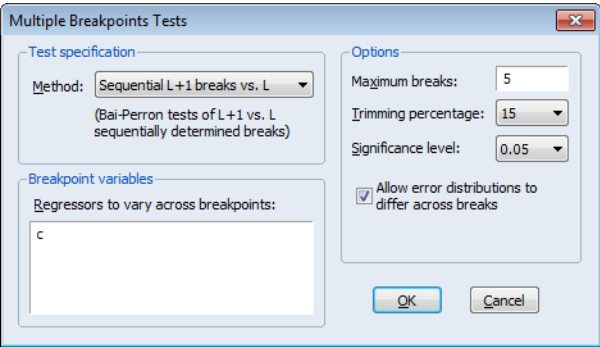 Multiple Breakpoints Tests
Test specification
Method: Sequential L+1 breaks vs. L
(Bai-Perron tests of L+1 vs. L
sequentially determined breaks)
Breakpoint variables
Regressors to vary across breakpoints:
c
Options
Maximum breaks: 5
Trimming percentage: 15
Significance level: 0.05
Allow error distributions to
differ across breaks
OK
Cancel